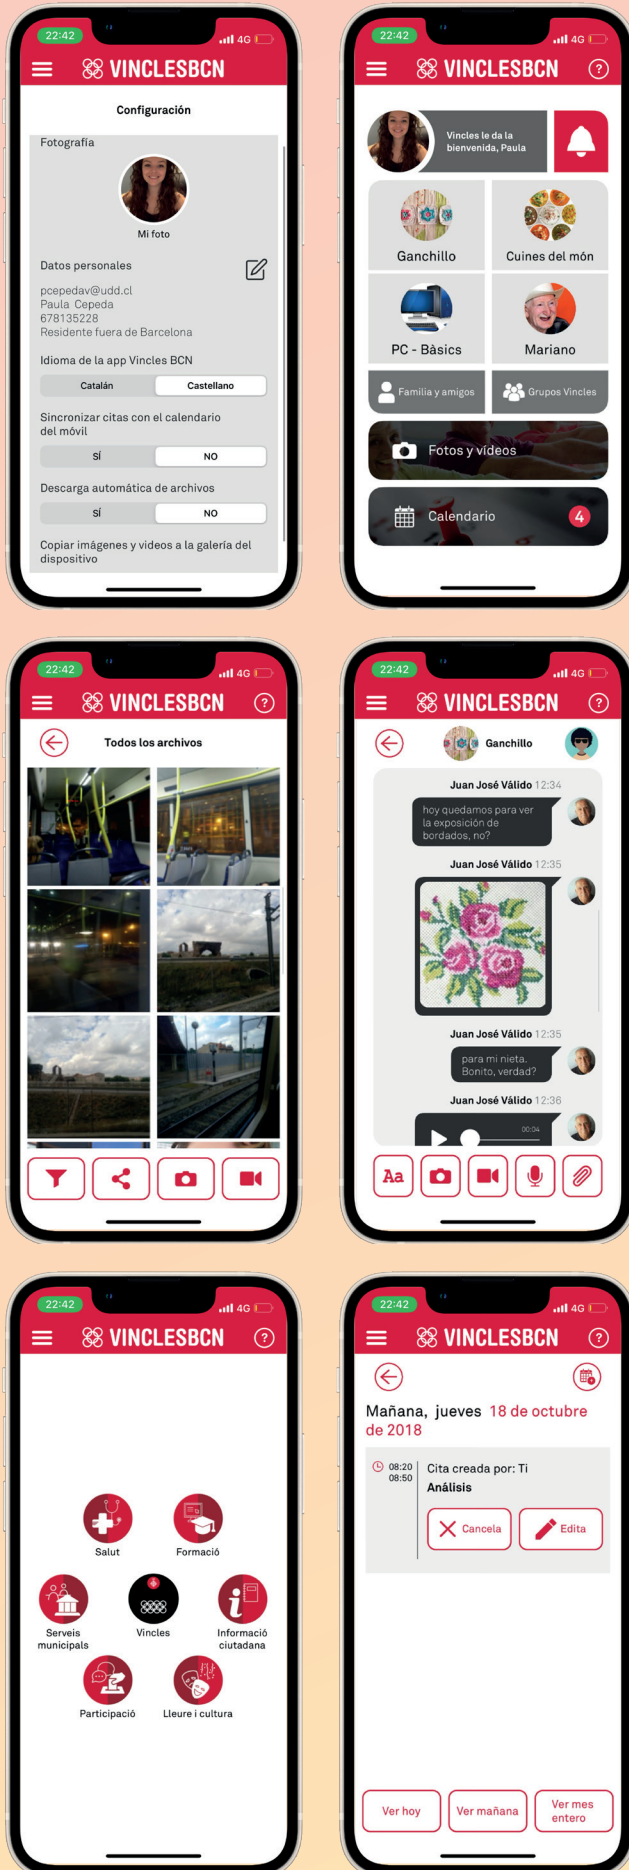 22:42
4G
VINCLESBCN
Configuración
Fotografía
Mi foto
Datos personales
pcepedav@udd.cl
Paula Cepeda
678135228
Residente fuera de Barcelona
Idioma de la app Vincles BCN
Catalán
Castellano
Sincronizar citas con el calendario
del móvil
SÍ
NO
Descarga automática de archivos
SÍ
NO
Copiar imágenes y videos a la galería del
dispositivo
22:42
4G
VINCLESBCN
?
Vincles le da la
bienvenida, Paula
Ganchillo
Cuines del món
PC - Bàsics
Mariano
Familia y amigos
Grupos Vincles
Fotos y vídeos
Calendario
4
22:42
4G
VINCLESBCN
?
Todos los archivos
22:42
4G
VINCLESBCN
?
Ganchillo
Juan José Válido 12:34
hoy quedamos para ver
la exposición de
bordados, no?
Juan José Válido 12:35
Juan José Válido 12:35
para mi nieta.
Bonito, verdad?
Juan José Válido 12:36
00:04
Aa
22:42
4G
VINCLESBCN
?
Salut
Formació
Serveis
municipals
Vincles
Informació
ciutadana
Participació
Lleure i cultura
22:42
4G
VINCLESBCN
?
Mañana, jueves 18 de octubre
de 2018
08:20
08:50
Cita creada por: Ti
Análisis
Cancela
Edita
Ver hoy
Ver mañana
Ver mes
entero